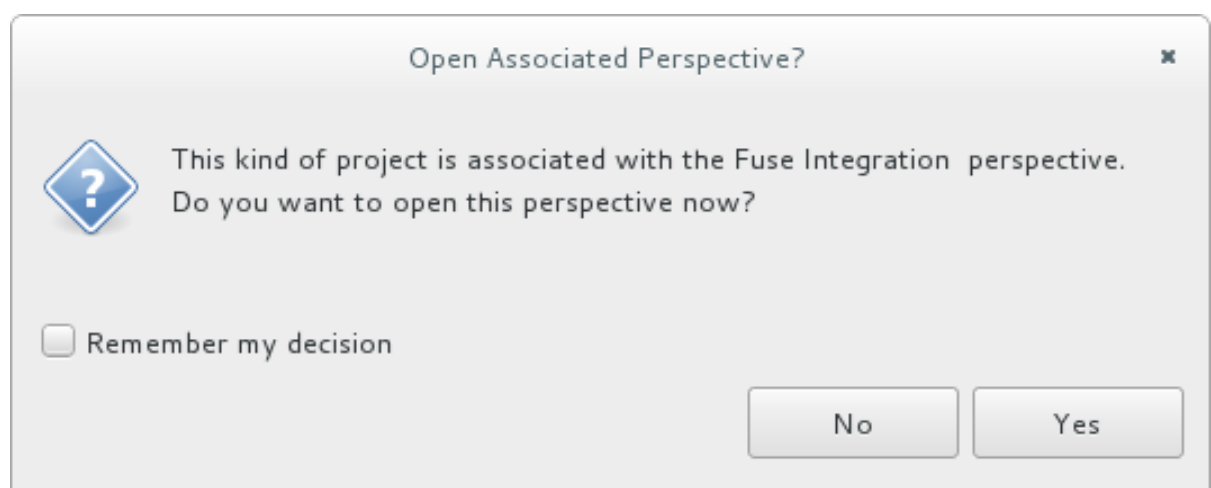 Open Associated Perspective?
This kind of project is associated with the Fuse Integration  perspective.
Do you want to open this perspective now?
Remember my decision
No Yes